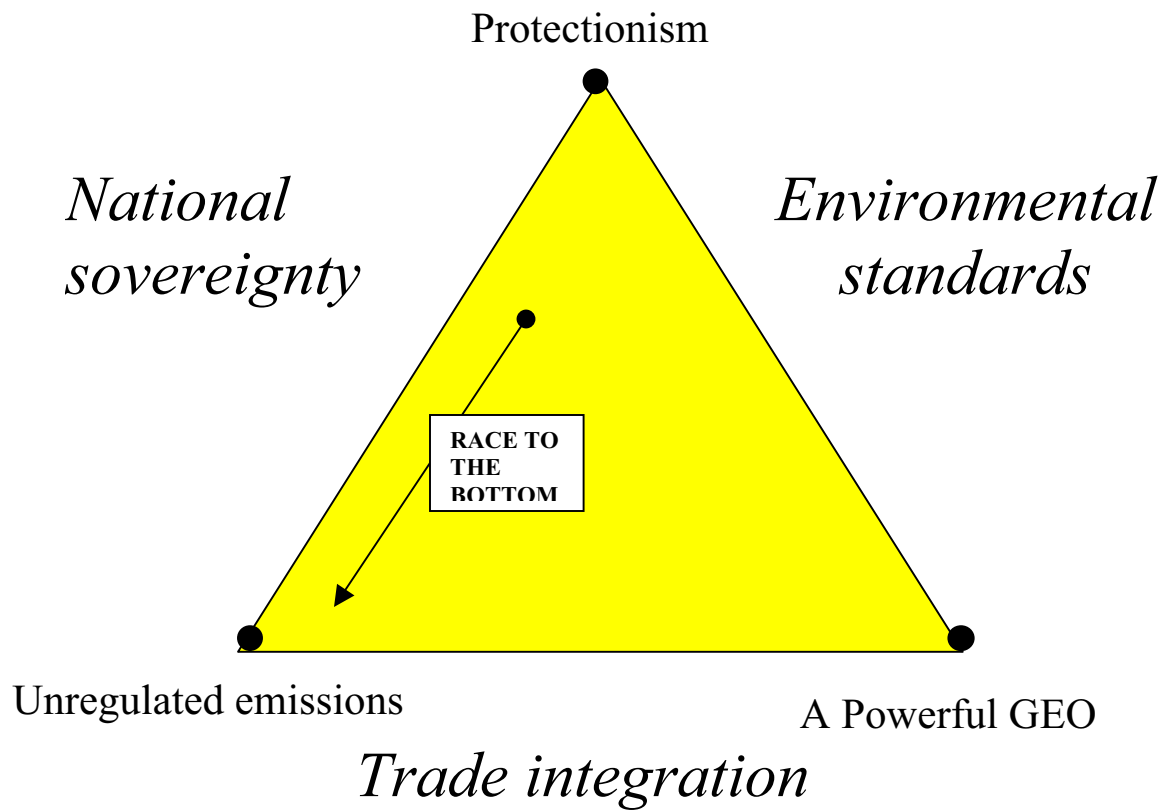 Protectionism
National
sovereignty
Environmental
standards
RACE TO
THE
BOTTOM
Unregulated emissions
A Powerful GEO
Trade integration